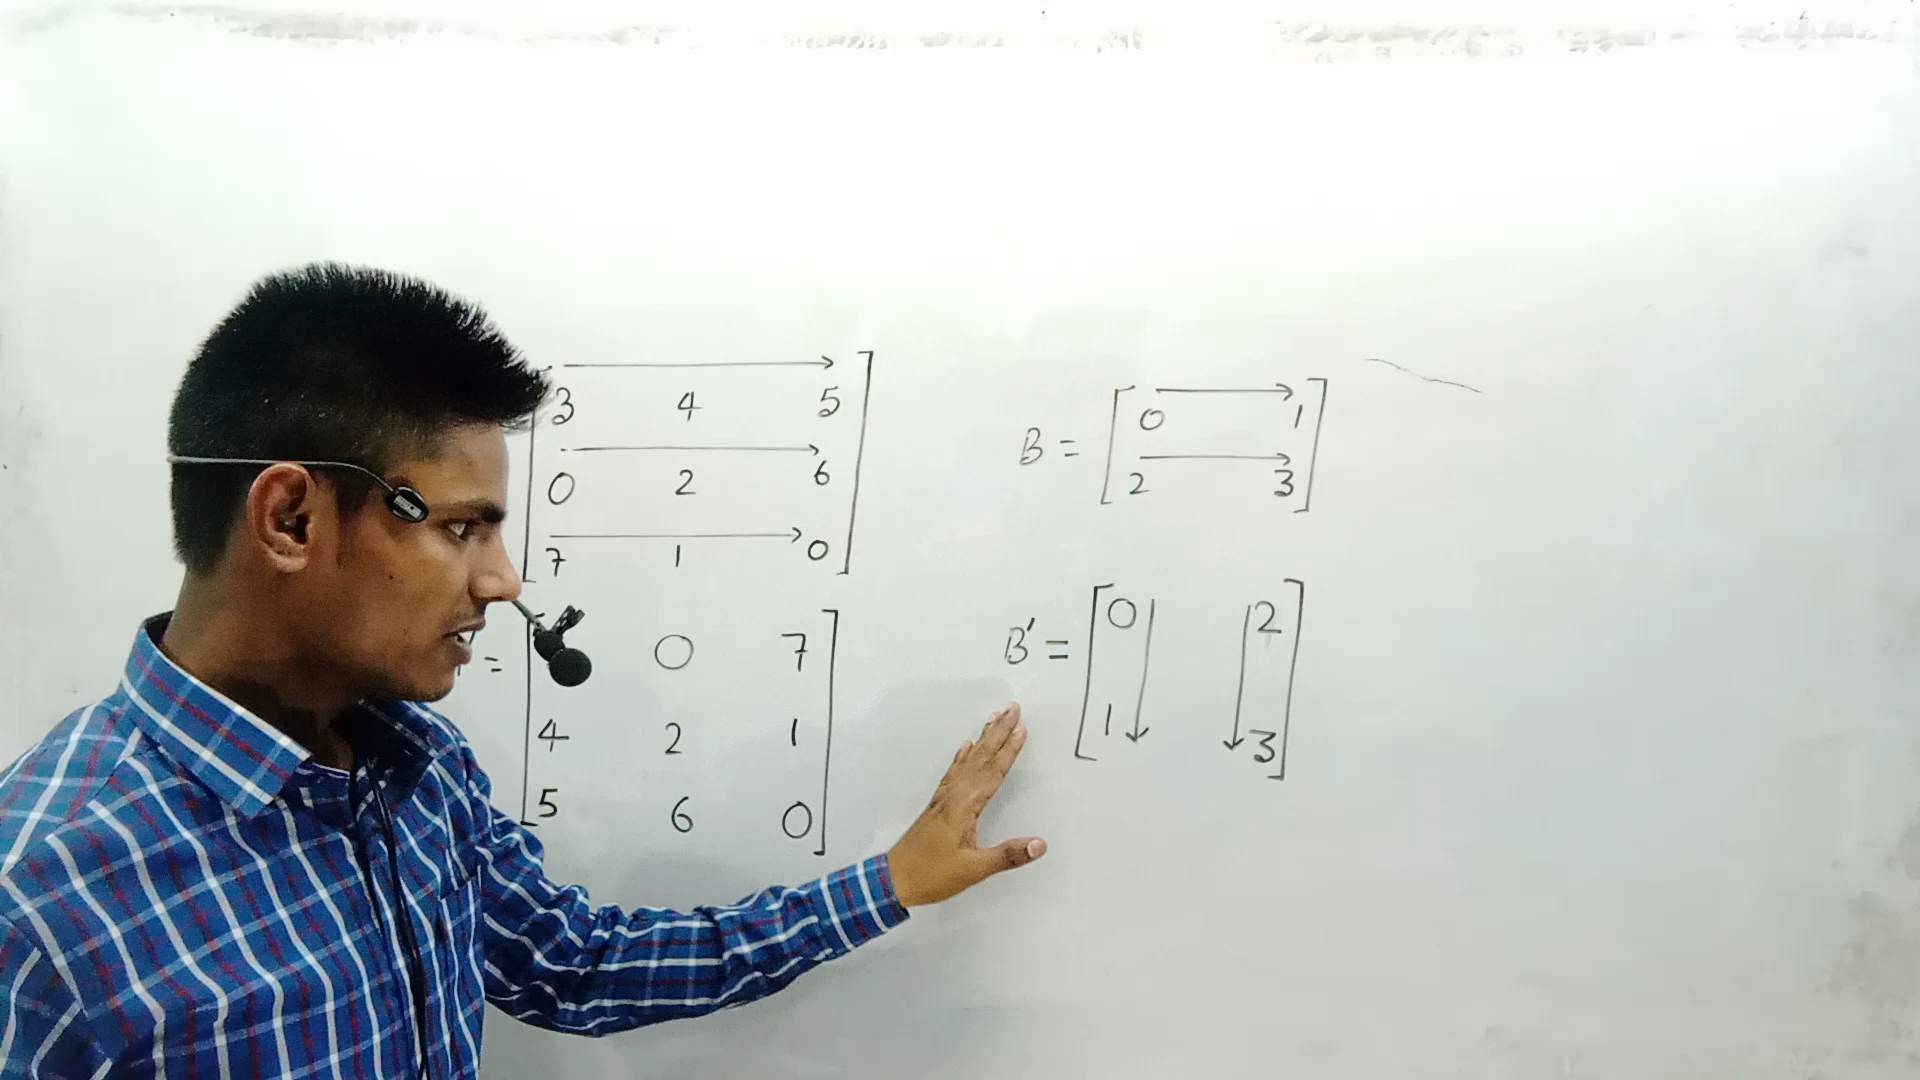 3 4 5
0 2 6
7 1 0
B = [ 0 1
2 3 ]
= 0 7
4 2 1
5 6 0
B' = [ 0 2
1 3 ]